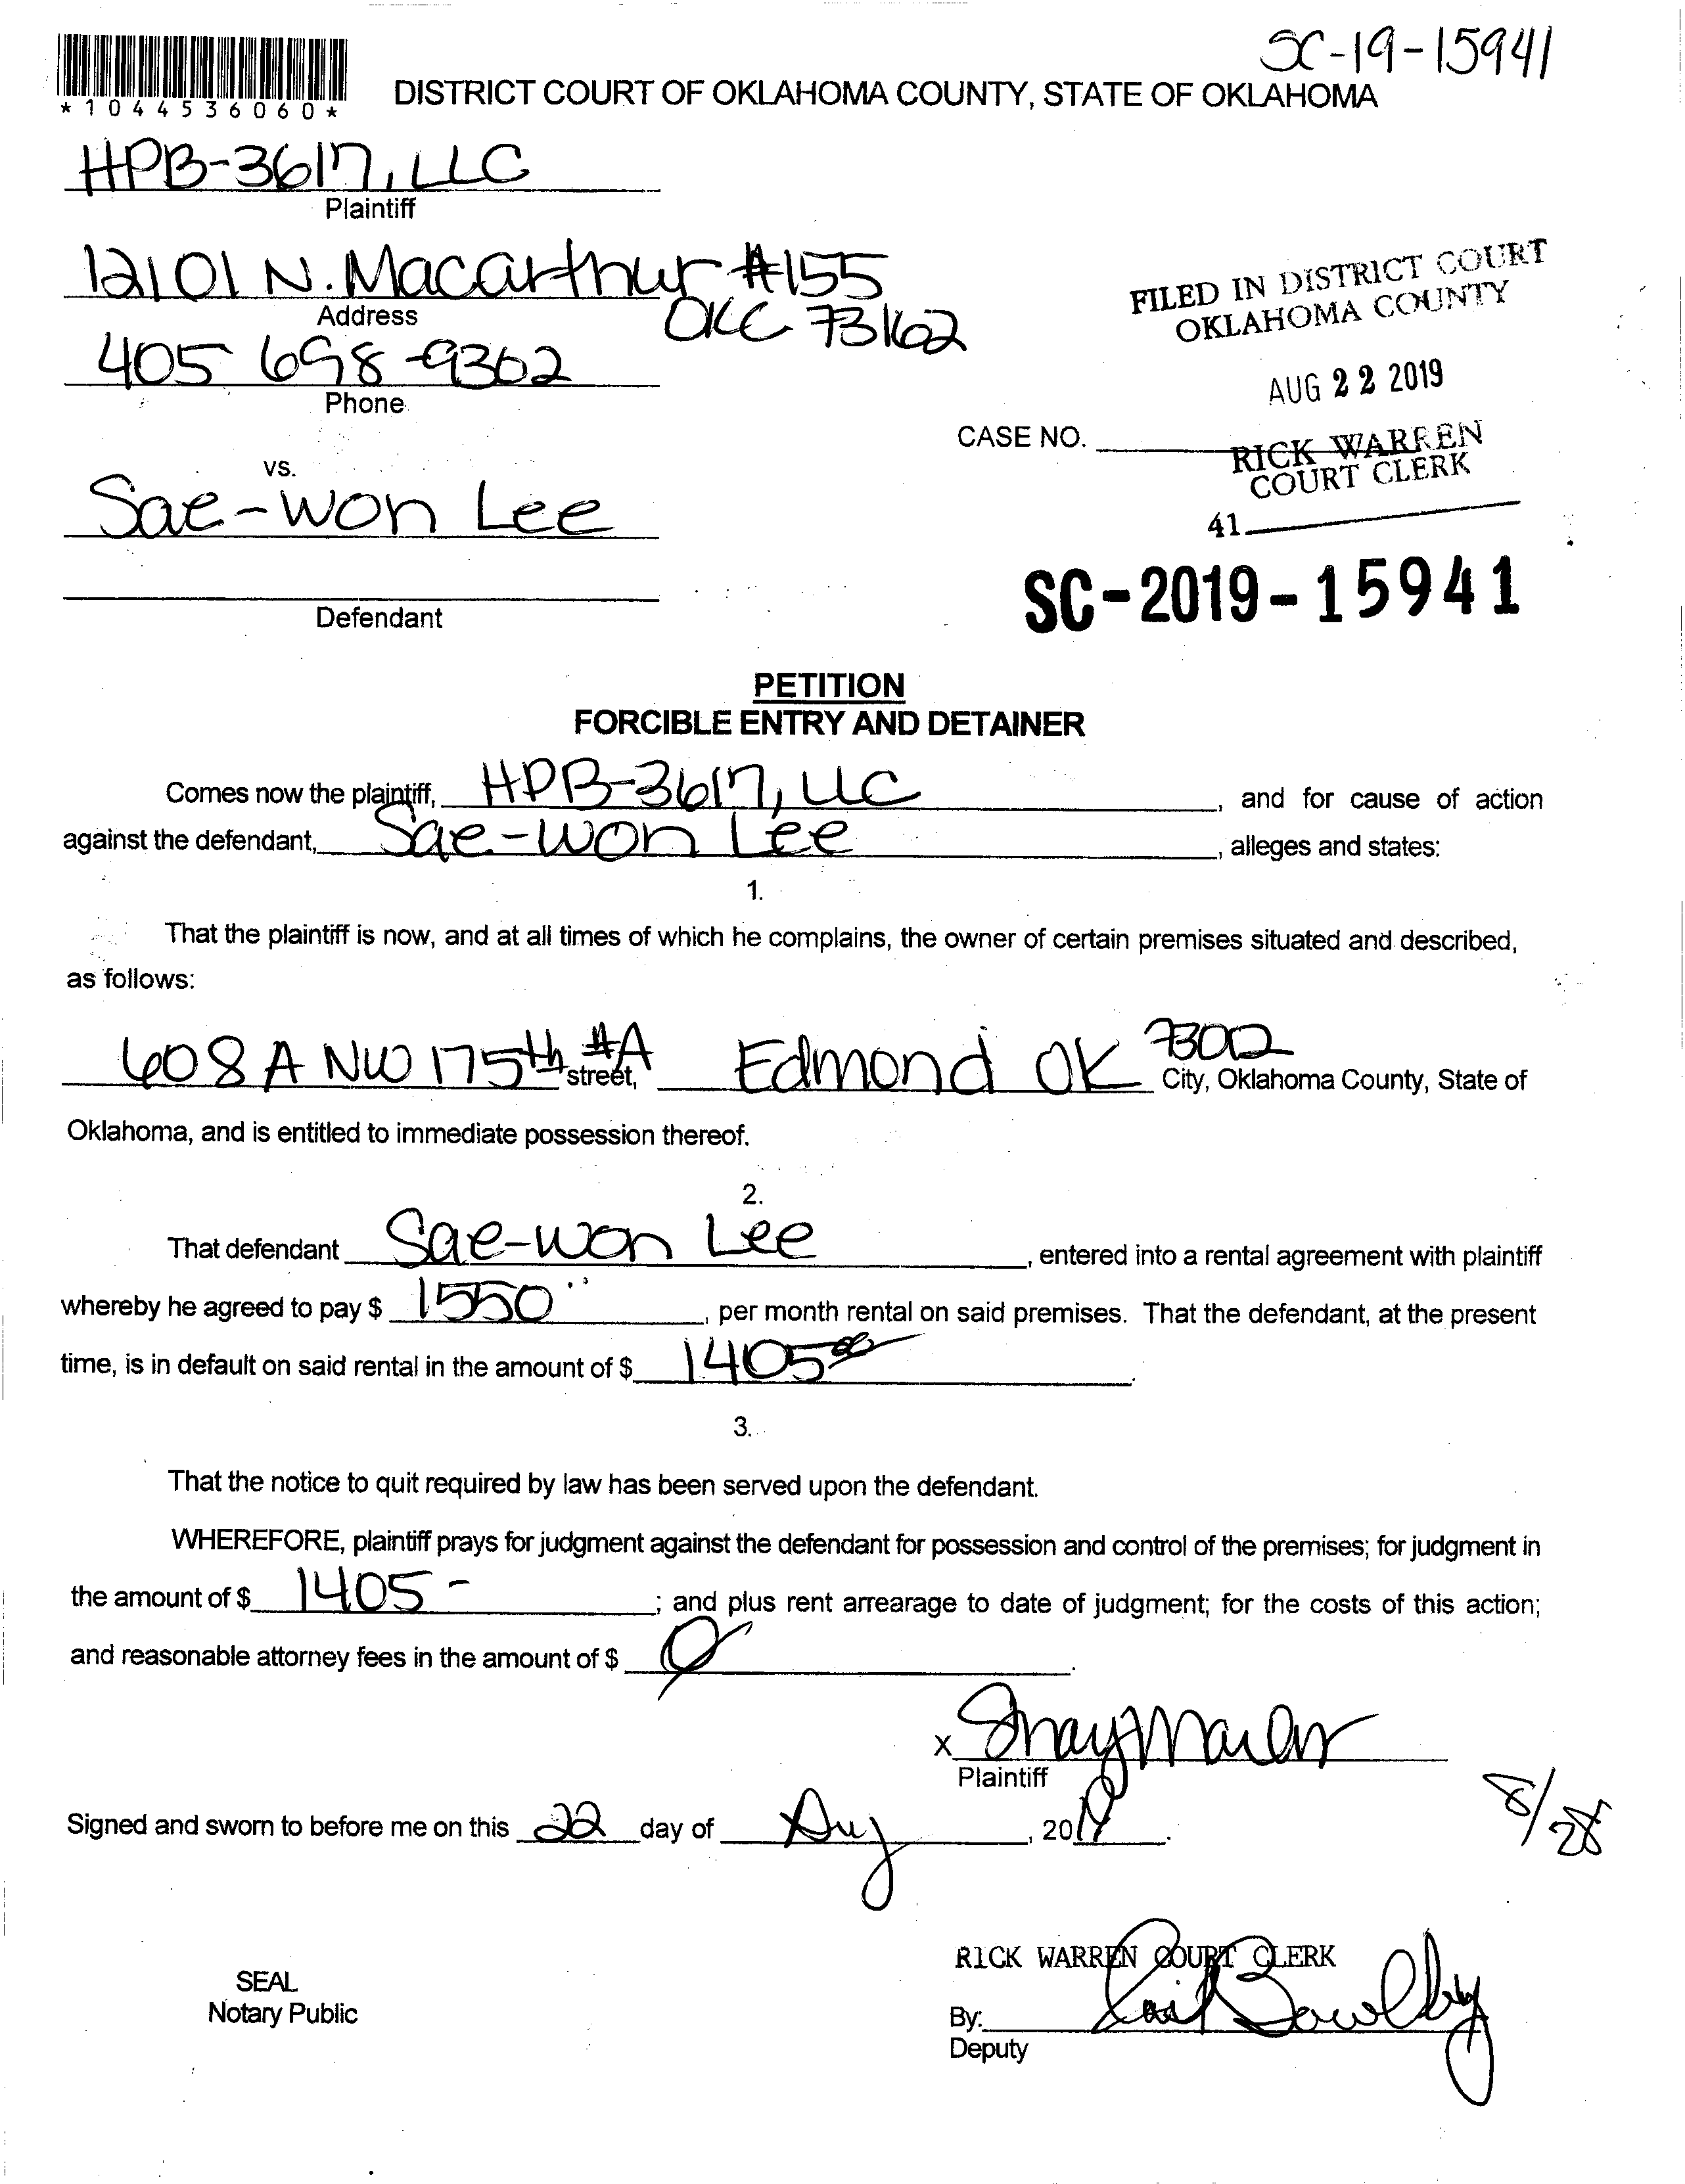 SC-19-15941
*1044536060*
DISTRICT COURT OF OKLAHOMA COUNTY, STATE OF OKLAHOMA
HPB-3617, LLC
Plaintiff
12101 N. Macarthur #155
Address
OKC 73162
405 698-9362
Phone
FILED IN DISTRICT COURT
OKLAHOMA COUNTY
AUG 22 2019
CASE NO.
RICK WARREN
COURT CLERK
41
vs.
Sae-won Lee
Defendant
SC-2019-15941
PETITION
FORCIBLE ENTRY AND DETAINER
Comes now the plaintiff, HPB-3617, LLC, and for cause of action
against the defendant, Sae-won Lee, alleges and states:
1.
That the plaintiff is now, and at all times of which he complains, the owner of certain premises situated and described,
as follows:
608 A NW 175th #A street, Edmond OK 73012 City, Oklahoma County, State of
Oklahoma, and is entitled to immediate possession thereof.
2.
That defendant Sae-won Lee, entered into a rental agreement with plaintiff
whereby he agreed to pay $ 1550, per month rental on said premises. That the defendant, at the present
time, is in default on said rental in the amount of $ 1405 00.
3.
That the notice to quit required by law has been served upon the defendant.
WHEREFORE, plaintiff prays for judgment against the defendant for possession and control of the premises; for judgment in
the amount of $ 1405 -; and plus rent arrearage to date of judgment; for the costs of this action;
and reasonable attorney fees in the amount of $ 0.
X
Plaintiff
8/28
Signed and sworn to before me on this 22 day of Aug, 2019.
RICK WARREN COURT CLERK
SEAL
Notary Public
By:
Deputy